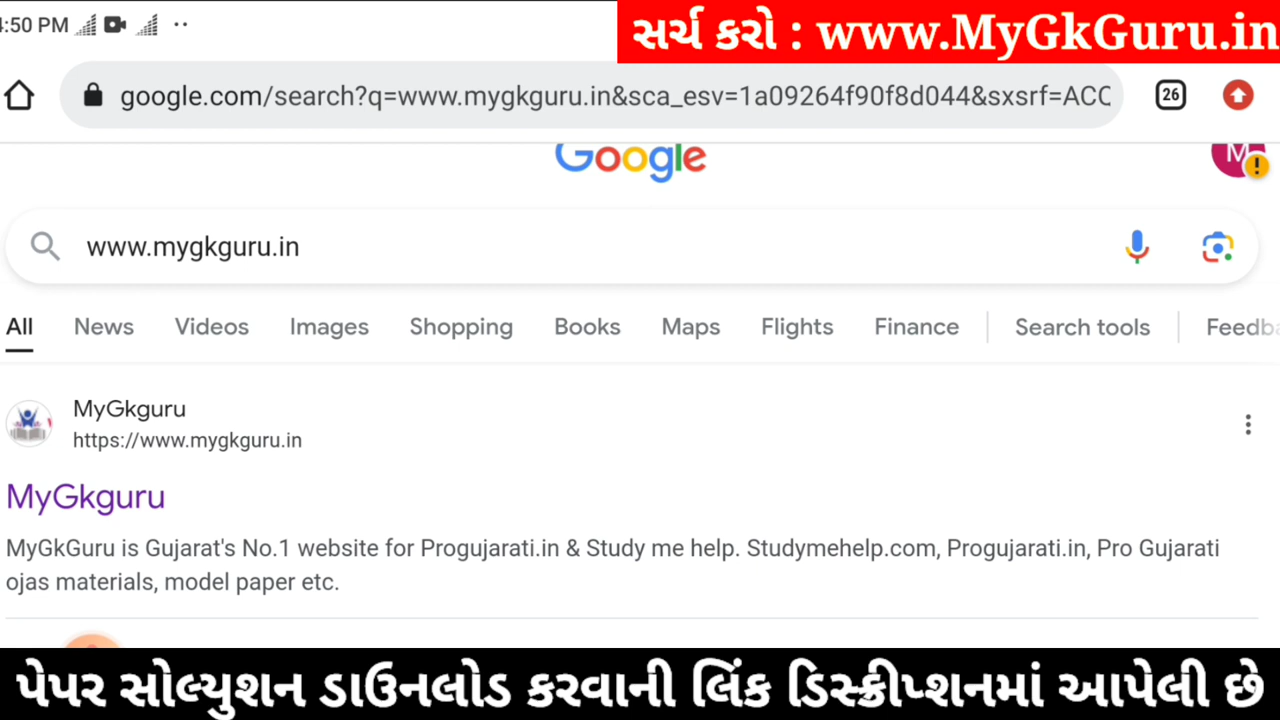 4:50 PM
સર્ચ કરો : www.MyGkGuru.in
google.com/search?q=www.mygkguru.in&sca_esv=1a09264f90f8d044&sxsrf=ACC
26
Google
M
www.mygkguru.in
All News Videos Images Shopping Books Maps Flights Finance Search tools
MyGkguru
https://www.mygkguru.in
MyGkguru
MyGkGuru is Gujarat's No.1 website for Progujarati.in & Study me help. Studymehelp.com, Progujarati.in, Pro Gujarati
ojas materials, model paper etc.
પેપર સોલ્યુશન ડાઉનલોડ કરવાની લિંક ડિસ્ક્રીપ્શનમાં આપેલી છે